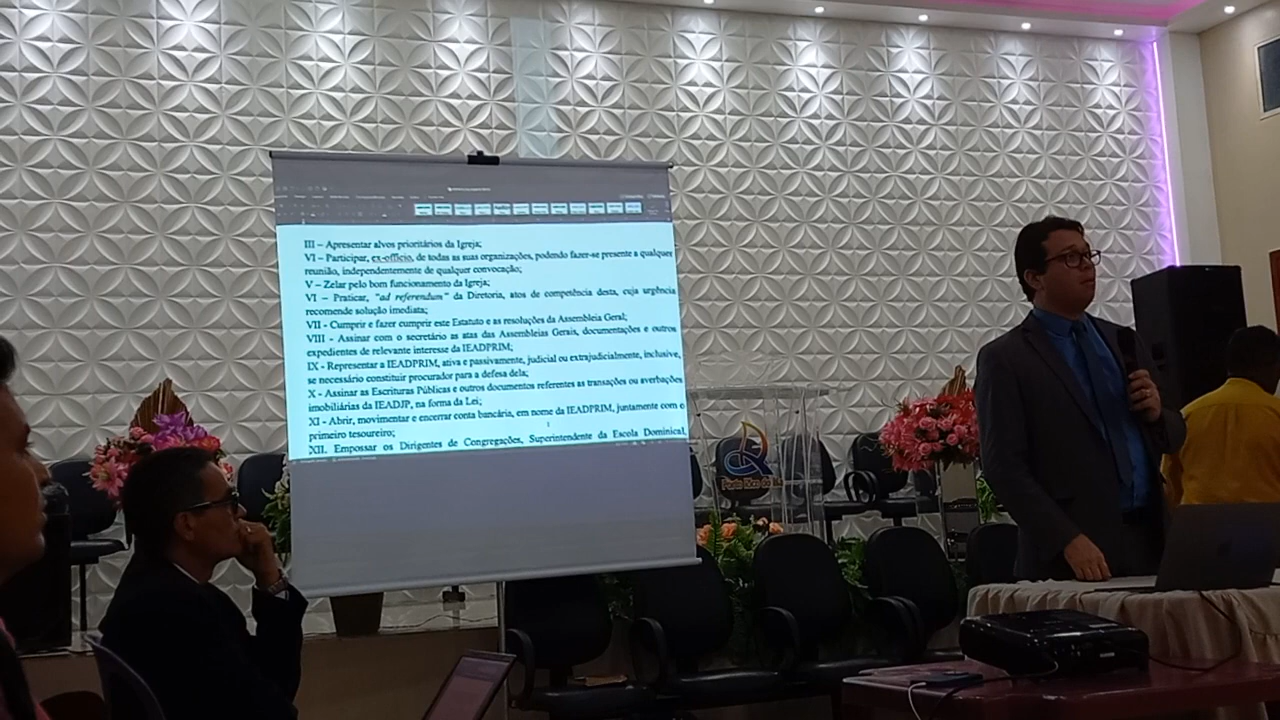 III – Apresentar alvos prioritários da Igreja;
VI – Participar, ex-officio, de todas as suas organizações, podendo fazer-se presente a qualquer
reunião, independentemente de qualquer convocação;
V – Zelar pelo bom funcionamento da Igreja;
VI – Praticar, "ad referendum" da Diretoria, atos de competência desta, cuja urgência
recomende solução imediata;
VII - Cumprir e fazer cumprir este Estatuto e as resoluções da Assembleia Geral;
VIII - Assinar com o secretário as atas das Assembleias Gerais, documentações e outros
expedientes de relevante interesse da IEADPRIM;
IX - Representar a IEADPRIM, ativa e passivamente, judicial ou extrajudicialmente, inclusive,
se necessário constituir procurador para a defesa dela;
X - Assinar as Escrituras Públicas e outros documentos referentes as transações ou averbações
imobiliárias da IEADJP, na forma da Lei;
XI - Abrir, movimentar e encerrar conta bancária, em nome da IEADPRIM, juntamente com o
primeiro tesoureiro;
XII. Empossar os Dirigentes de Congregações, Superintendente da Escola Dominical,
Porto Rico do